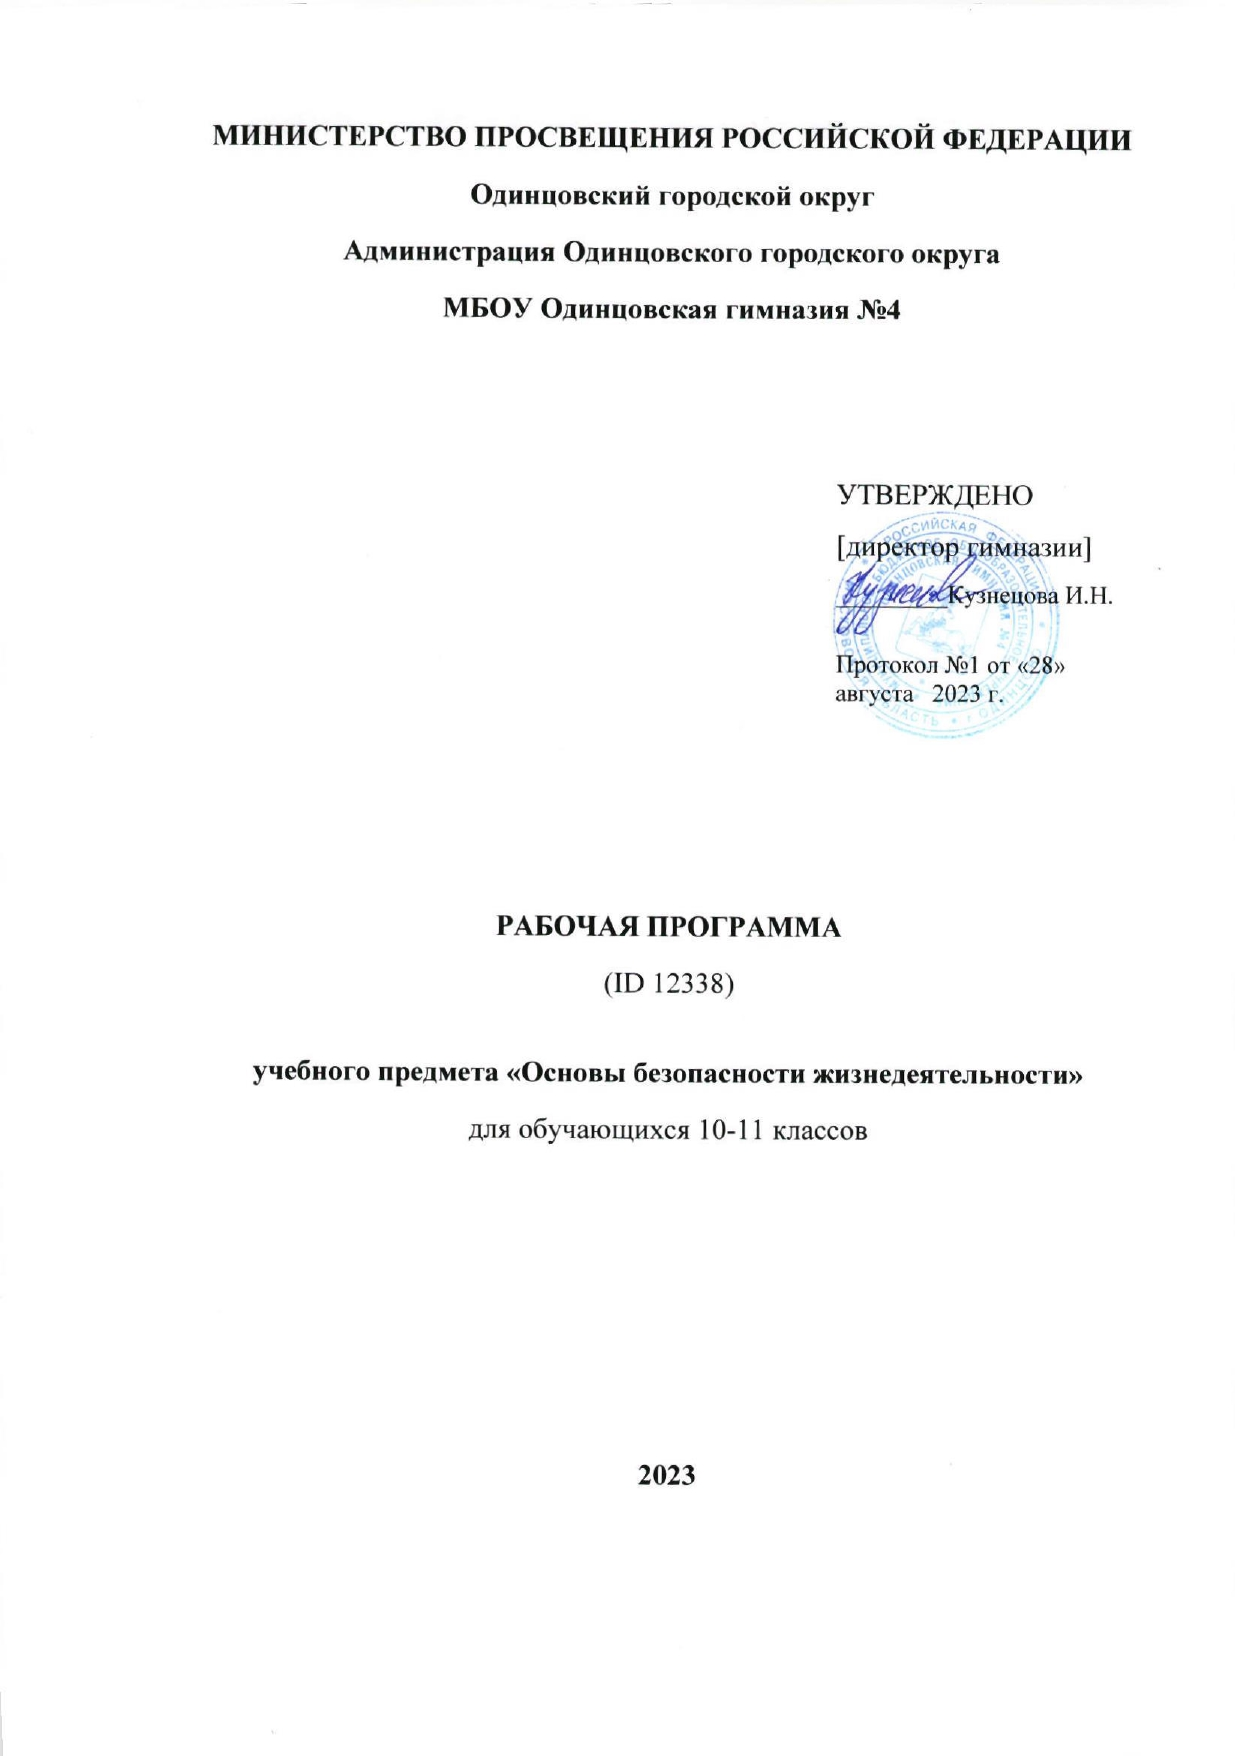 МИНИСТЕРСТВО ПРОСВЕЩЕНИЯ РОССИЙСКОЙ ФЕДЕРАЦИИ
Одинцовский городской округ
Администрация Одинцовского городского округа
МБОУ Одинцовская гимназия №4
УТВЕРЖДЕНО
[директор гимназии]
Кузнецова И.Н.
Протокол №1 от «28»
августа 2023 г.
РАБОЧАЯ ПРОГРАММА
(ID 12338)
учебного предмета «Основы безопасности жизнедеятельности»
для обучающихся 10-11 классов
2023